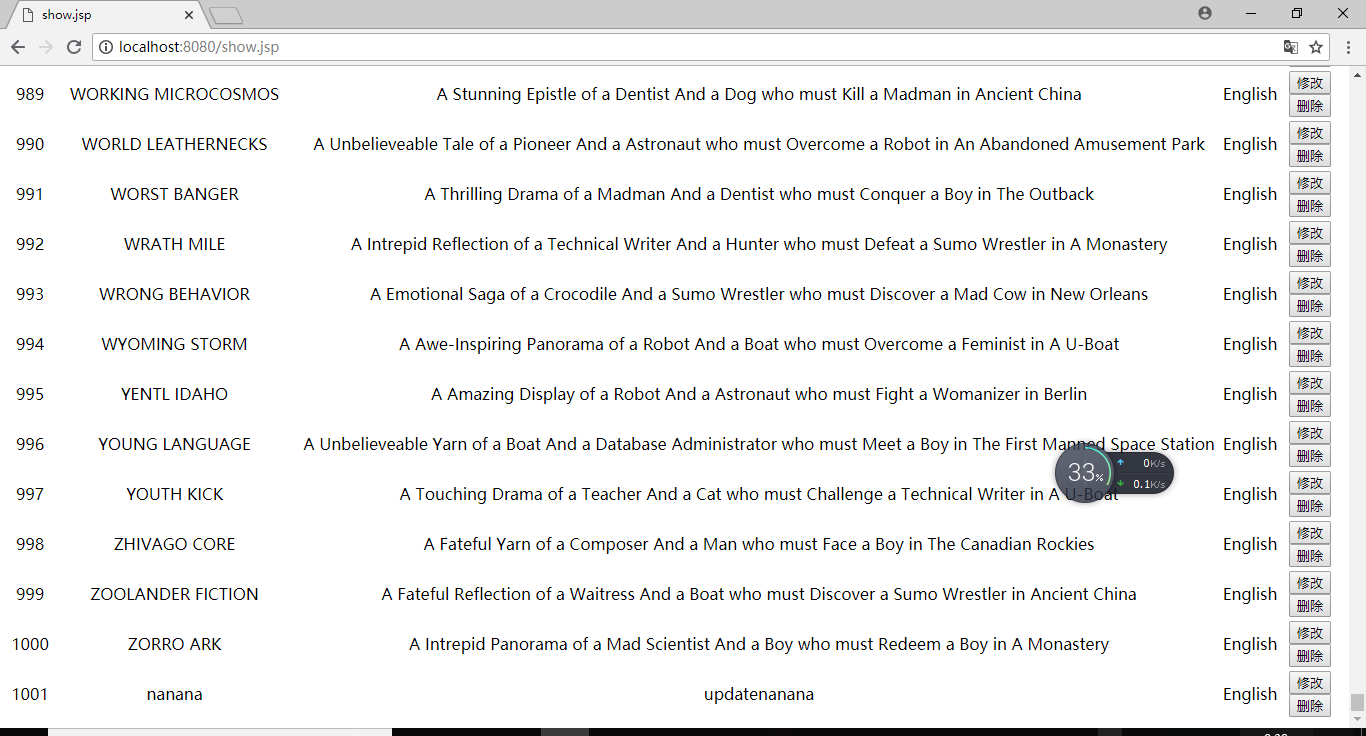 show.jsp
localhost:8080/show.jsp
989 WORKING MICROCOSMOS A Stunning Epistle of a Dentist And a Dog who must Kill a Madman in Ancient China English 修改
删除
990 WORLD LEATHERNECKS A Unbelieveable Tale of a Pioneer And a Astronaut who must Overcome a Robot in An Abandoned Amusement Park English 修改
删除
991 WORST BANGER A Thrilling Drama of a Madman And a Dentist who must Conquer a Boy in The Outback English 修改
删除
992 WRATH MILE A Intrepid Reflection of a Technical Writer And a Hunter who must Defeat a Sumo Wrestler in A Monastery English 修改
删除
993 WRONG BEHAVIOR A Emotional Saga of a Crocodile And a Sumo Wrestler who must Discover a Mad Cow in New Orleans English 修改
删除
994 WYOMING STORM A Awe-Inspiring Panorama of a Robot And a Boat who must Overcome a Feminist in A U-Boat English 修改
删除
995 YENTL IDAHO A Amazing Display of a Robot And a Astronaut who must Fight a Womanizer in Berlin English 修改
删除
996 YOUNG LANGUAGE A Unbelieveable Yarn of a Boat And a Database Administrator who must Meet a Boy in The First Manned Space Station English 修改
删除
33% 0K/s
0.1K/s
997 YOUTH KICK A Touching Drama of a Teacher And a Cat who must Challenge a Technical Writer in A U-Boat English 修改
删除
998 ZHIVAGO CORE A Fateful Yarn of a Composer And a Man who must Face a Boy in The Canadian Rockies English 修改
删除
999 ZOOLANDER FICTION A Fateful Reflection of a Waitress And a Boat who must Discover a Sumo Wrestler in Ancient China English 修改
删除
1000 ZORRO ARK A Intrepid Panorama of a Mad Scientist And a Boy who must Redeem a Boy in A Monastery English 修改
删除
1001 nanana updatenanana English 修改
删除